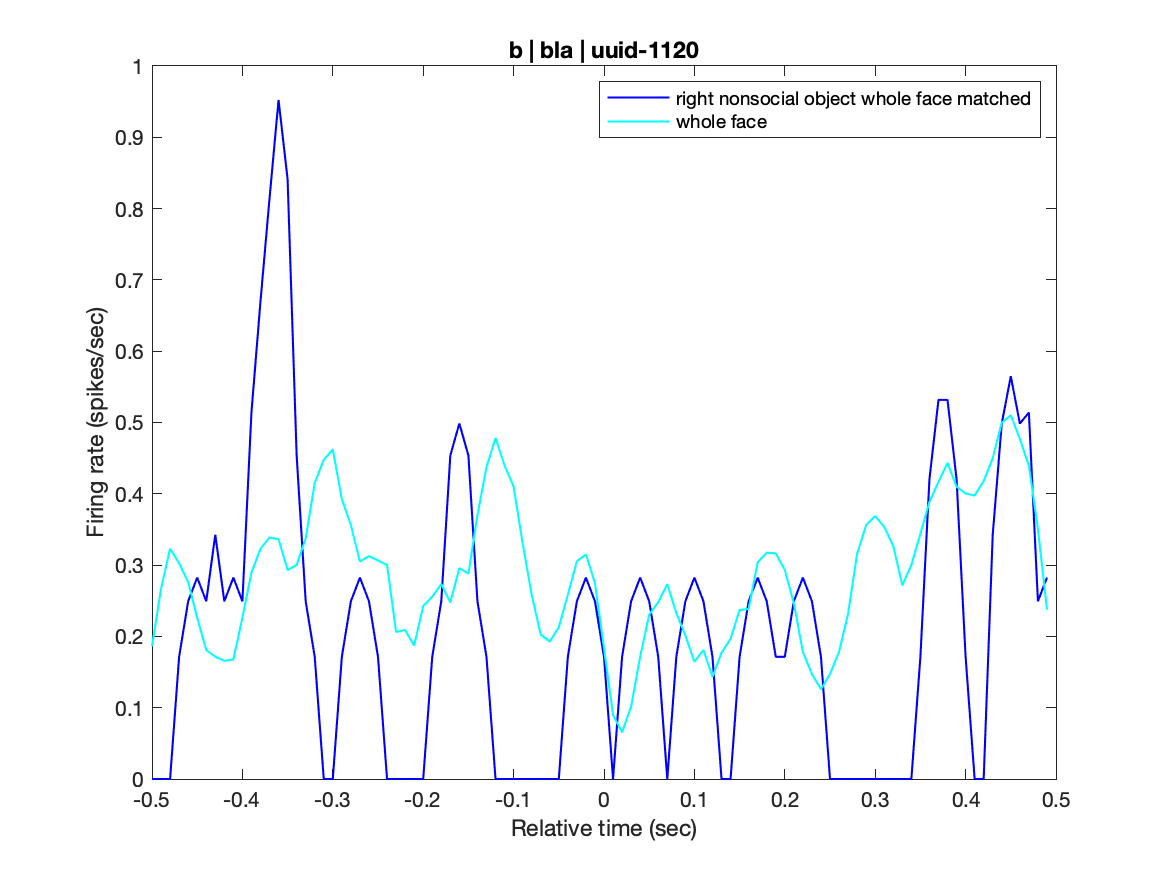 b | bla | uuid-1120
right nonsocial object whole face matched
whole face
Firing rate (spikes/sec)
1
0.9
0.8
0.7
0.6
0.5
0.4
0.3
0.2
0.1
0
-0.5 -0.4 -0.3 -0.2 -0.1 0 0.1 0.2 0.3 0.4 0.5
Relative time (sec)